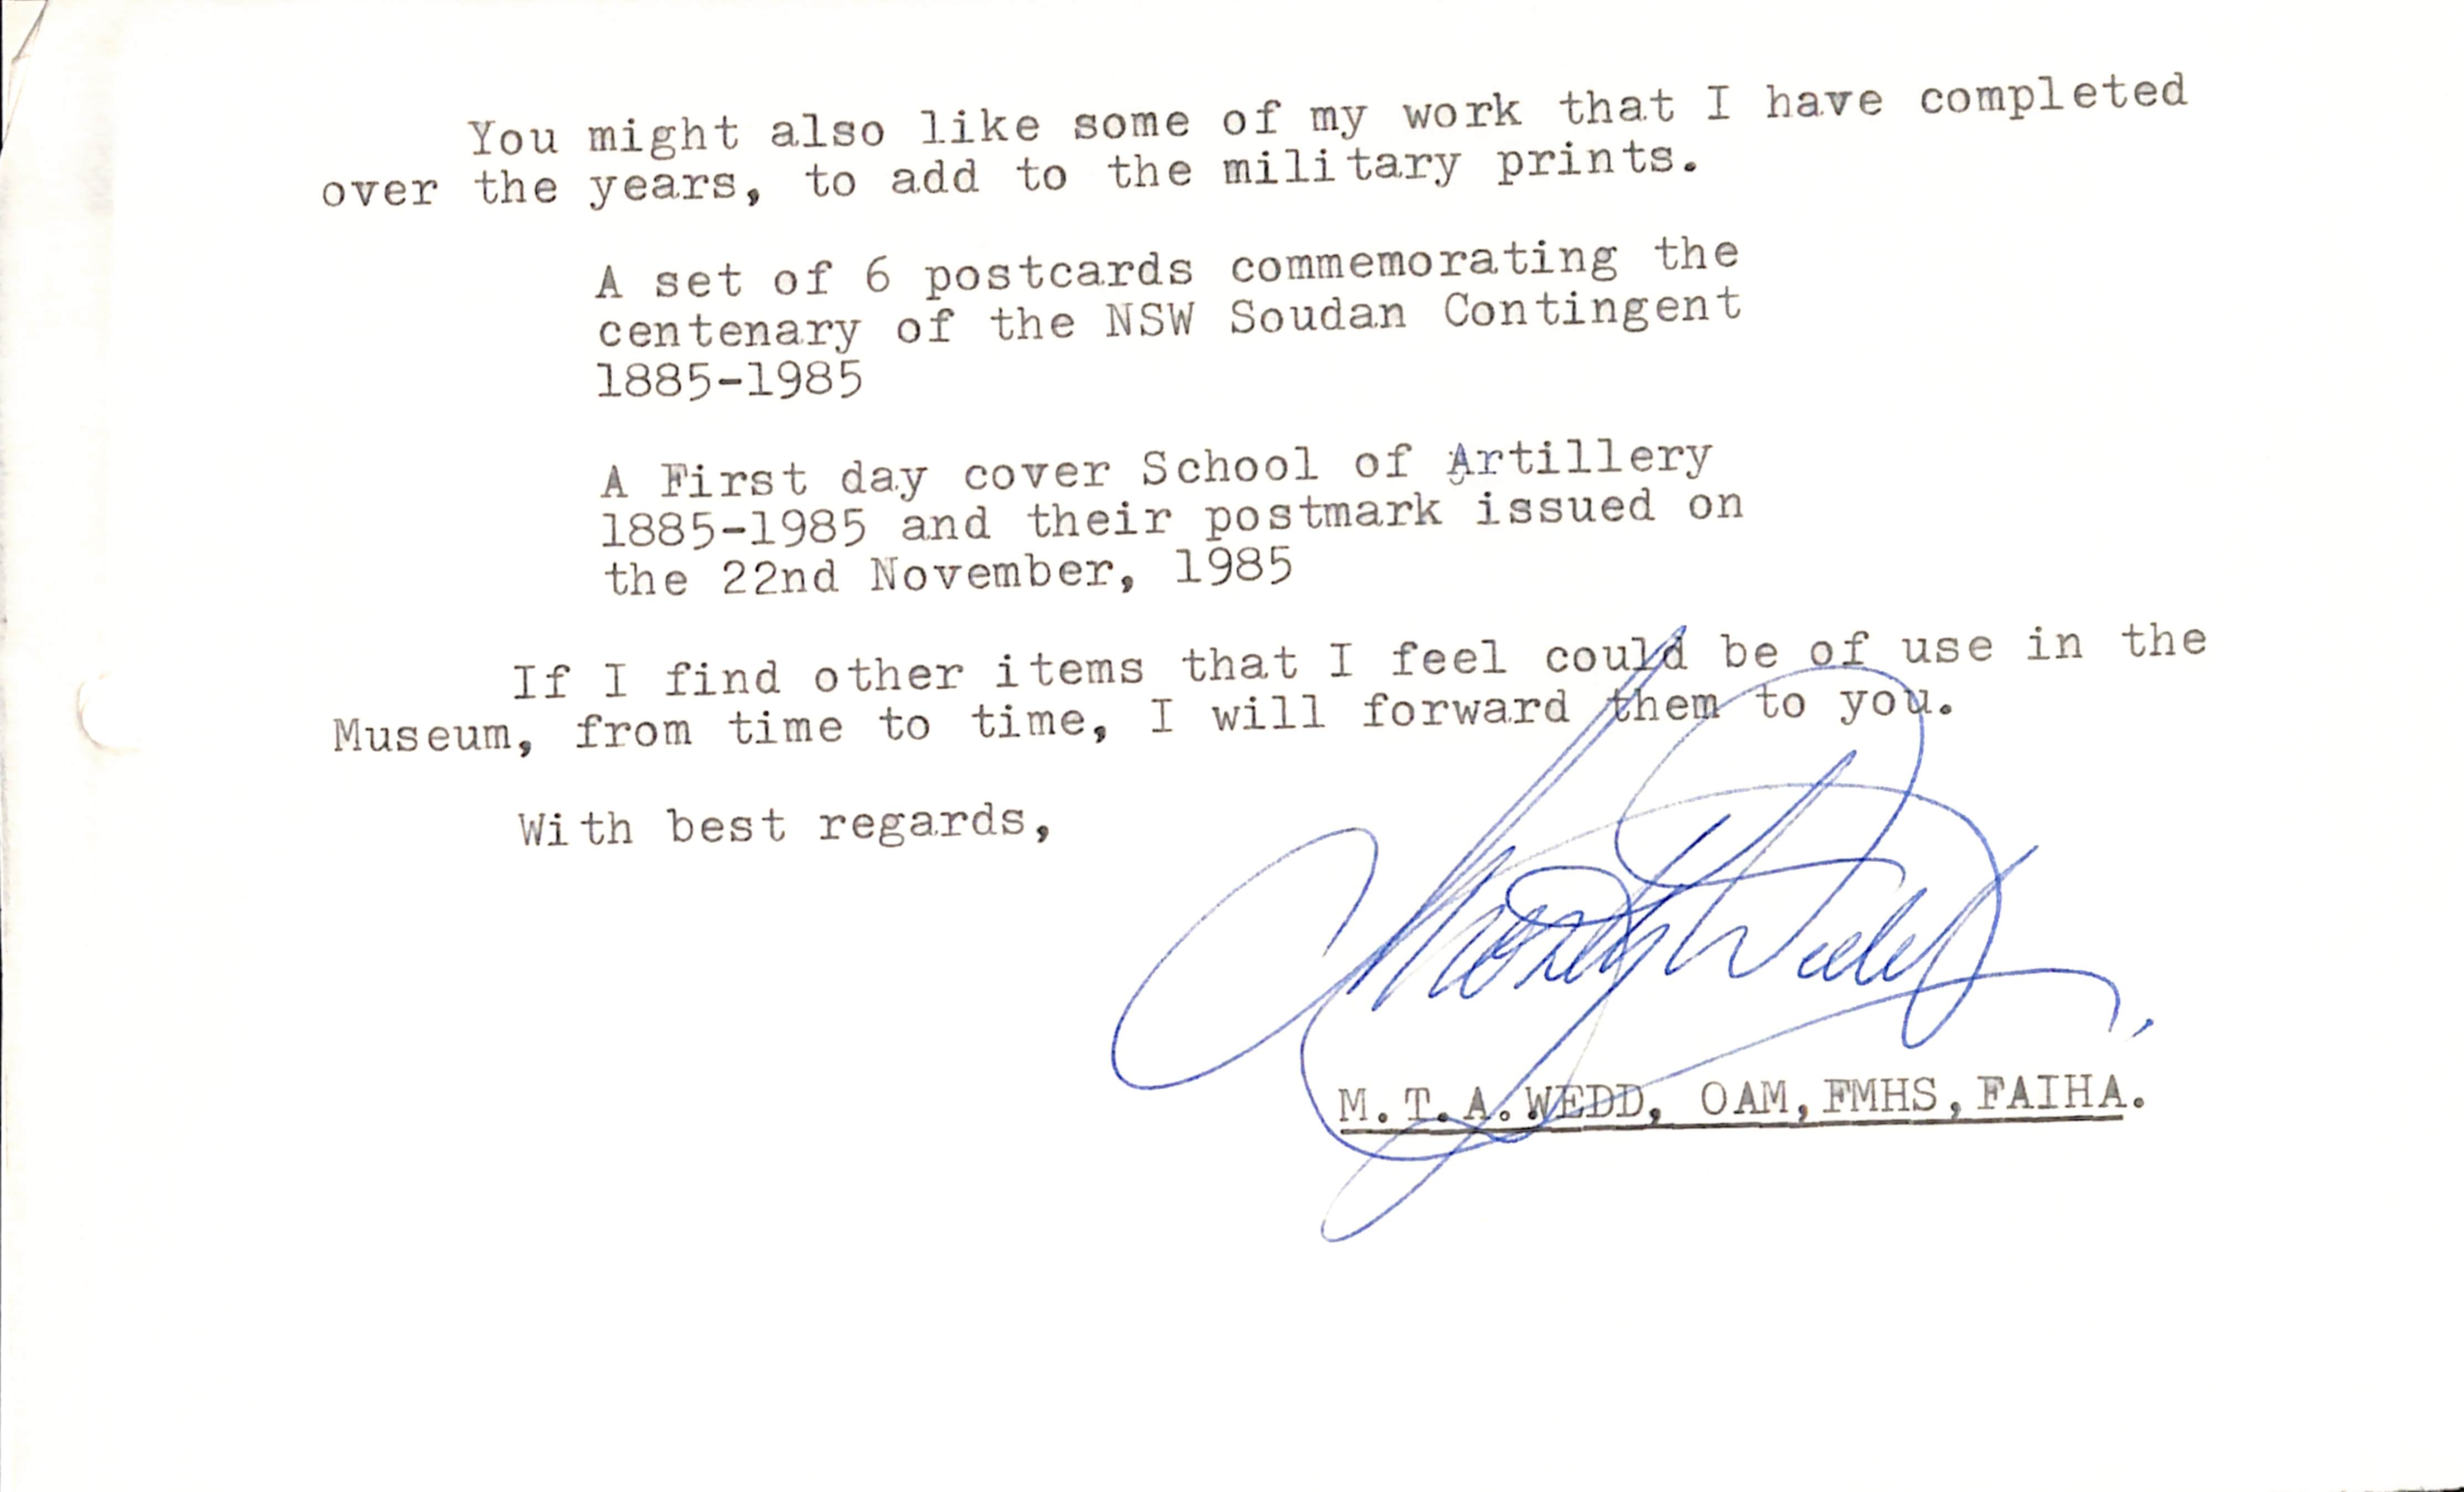 You might also like some of my work that I have completed
over the years, to add to the military prints.
A set of 6 postcards commemorating the
centenary of the NSW Soudan Contingent
1885-1985
A First day cover School of Artillery
1885-1985 and their postmark issued on
the 22nd November, 1985
If I find other items that I feel could be of use in the
Museum, from time to time, I will forward them to you.
With best regards,
Wedd
M. T. A. WEDD, OAM, FMHS, FAIHA.